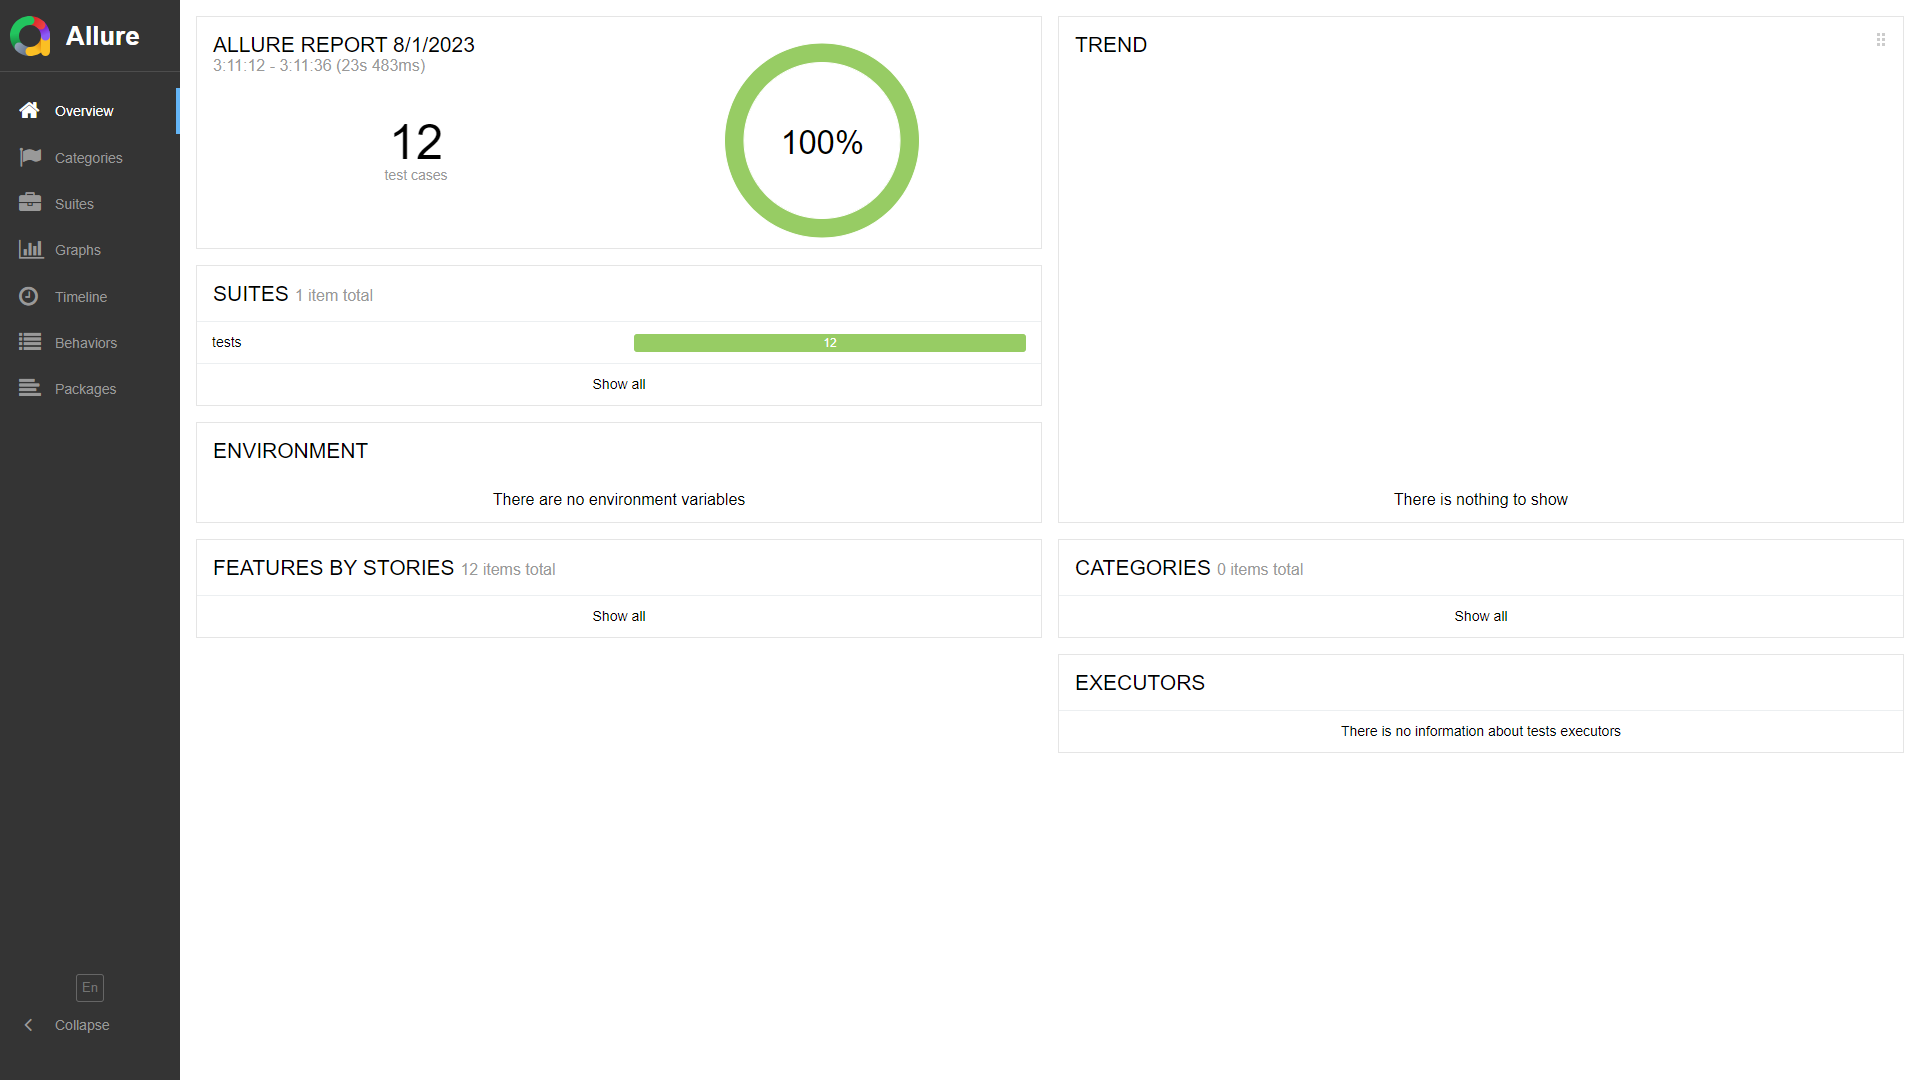 Allure
Overview
Categories
Suites
Graphs
Timeline
Behaviors
Packages
En
Collapse
ALLURE REPORT 8/1/2023
3:11:12 - 3:11:36 (23s 483ms)
12
test cases
100%
SUITES 1 item total
tests 12
Show all
ENVIRONMENT
There are no environment variables
FEATURES BY STORIES 12 items total
Show all
TREND
There is nothing to show
CATEGORIES 0 items total
Show all
EXECUTORS
There is no information about tests executors